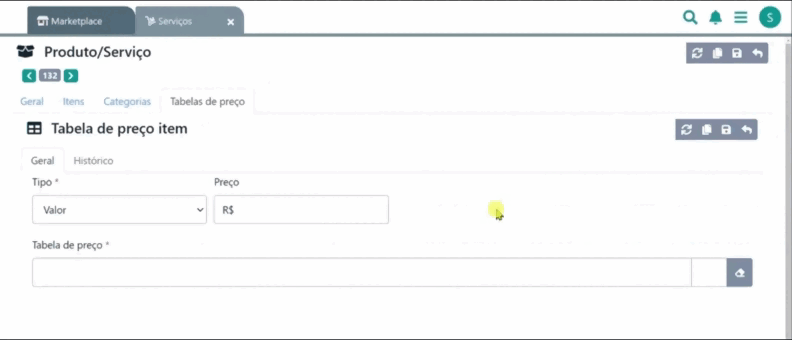 Marketplace
Serviços
S
Produto/Serviço
132
Geral Itens Categorias Tabelas de preço
Tabela de preço item
Geral Histórico
Tipo * Preço
Valor R$
Tabela de preço *